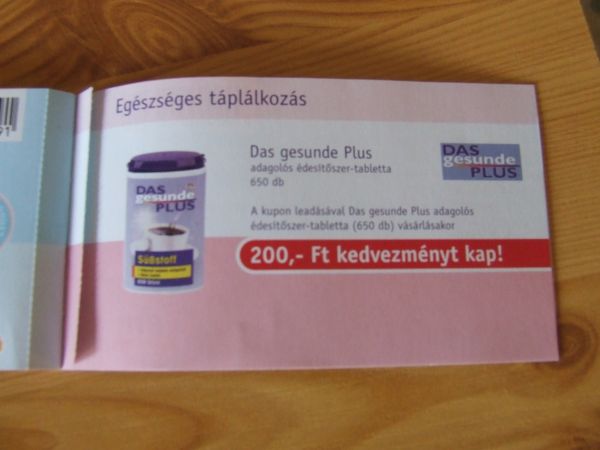 91
Egészséges táplálkozás
Das gesunde Plus
adagolós édesítőszer-tabletta
650 db
DAS
gesunde
PLUS
A kupon leadásával Das gesunde Plus adagolós
édesítőszer-tabletta (650 db) vásárlásakor
200,- Ft kedvezményt kap!
DAS
gesunde
PLUS
Süßstoff